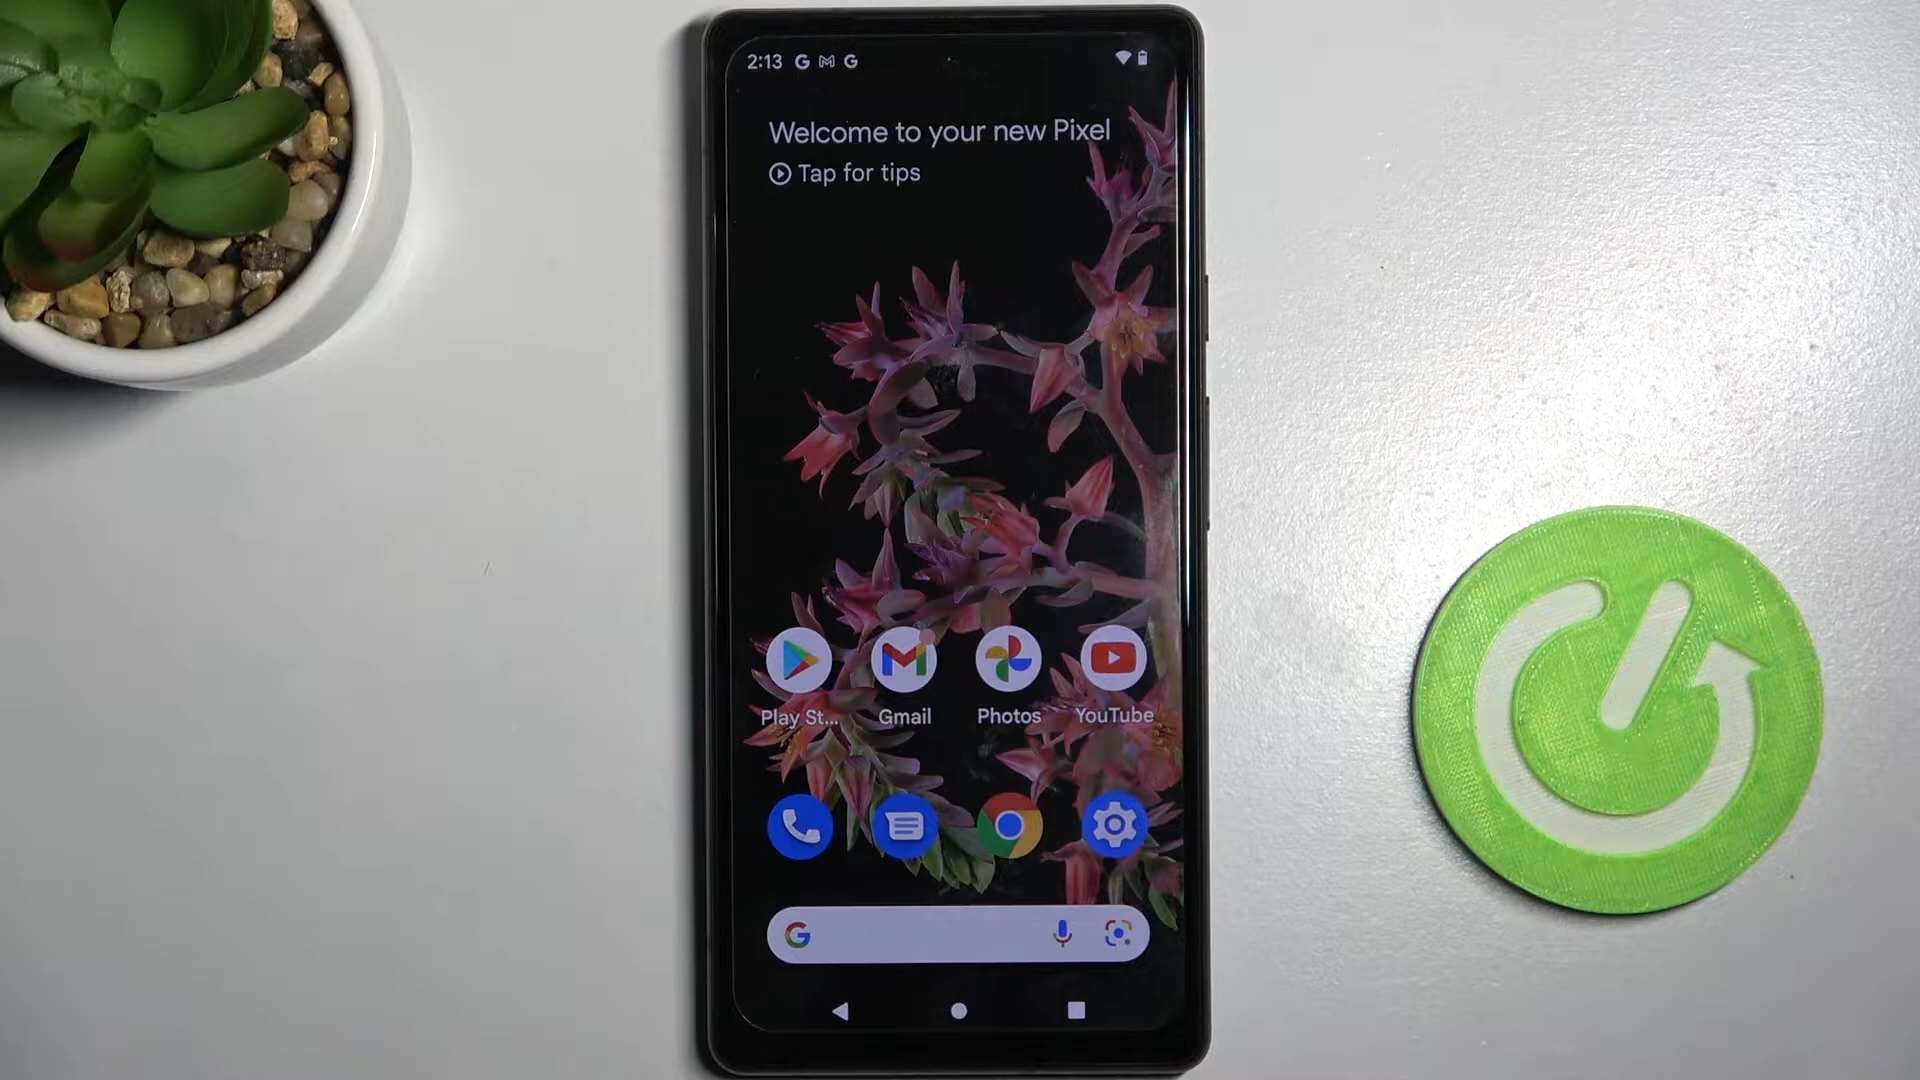 2:13
Welcome to your new Pixel
Tap for tips
Play St... Gmail Photos YouTube
G